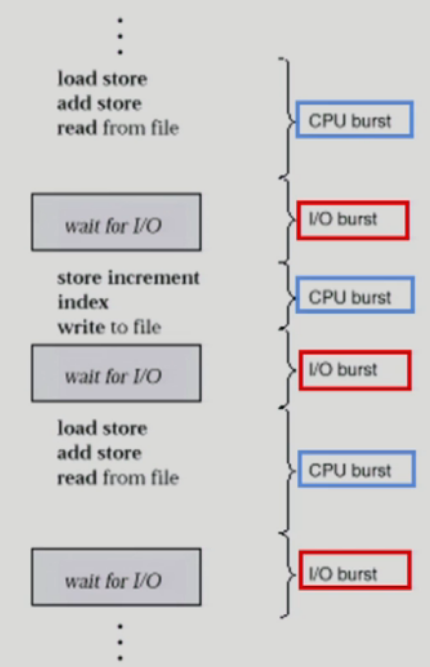 load store
add store
read from file
CPU burst
wait for I/O
I/O burst
store increment
index
write to file
CPU burst
wait for I/O
I/O burst
load store
add store
read from file
CPU burst
wait for I/O
I/O burst